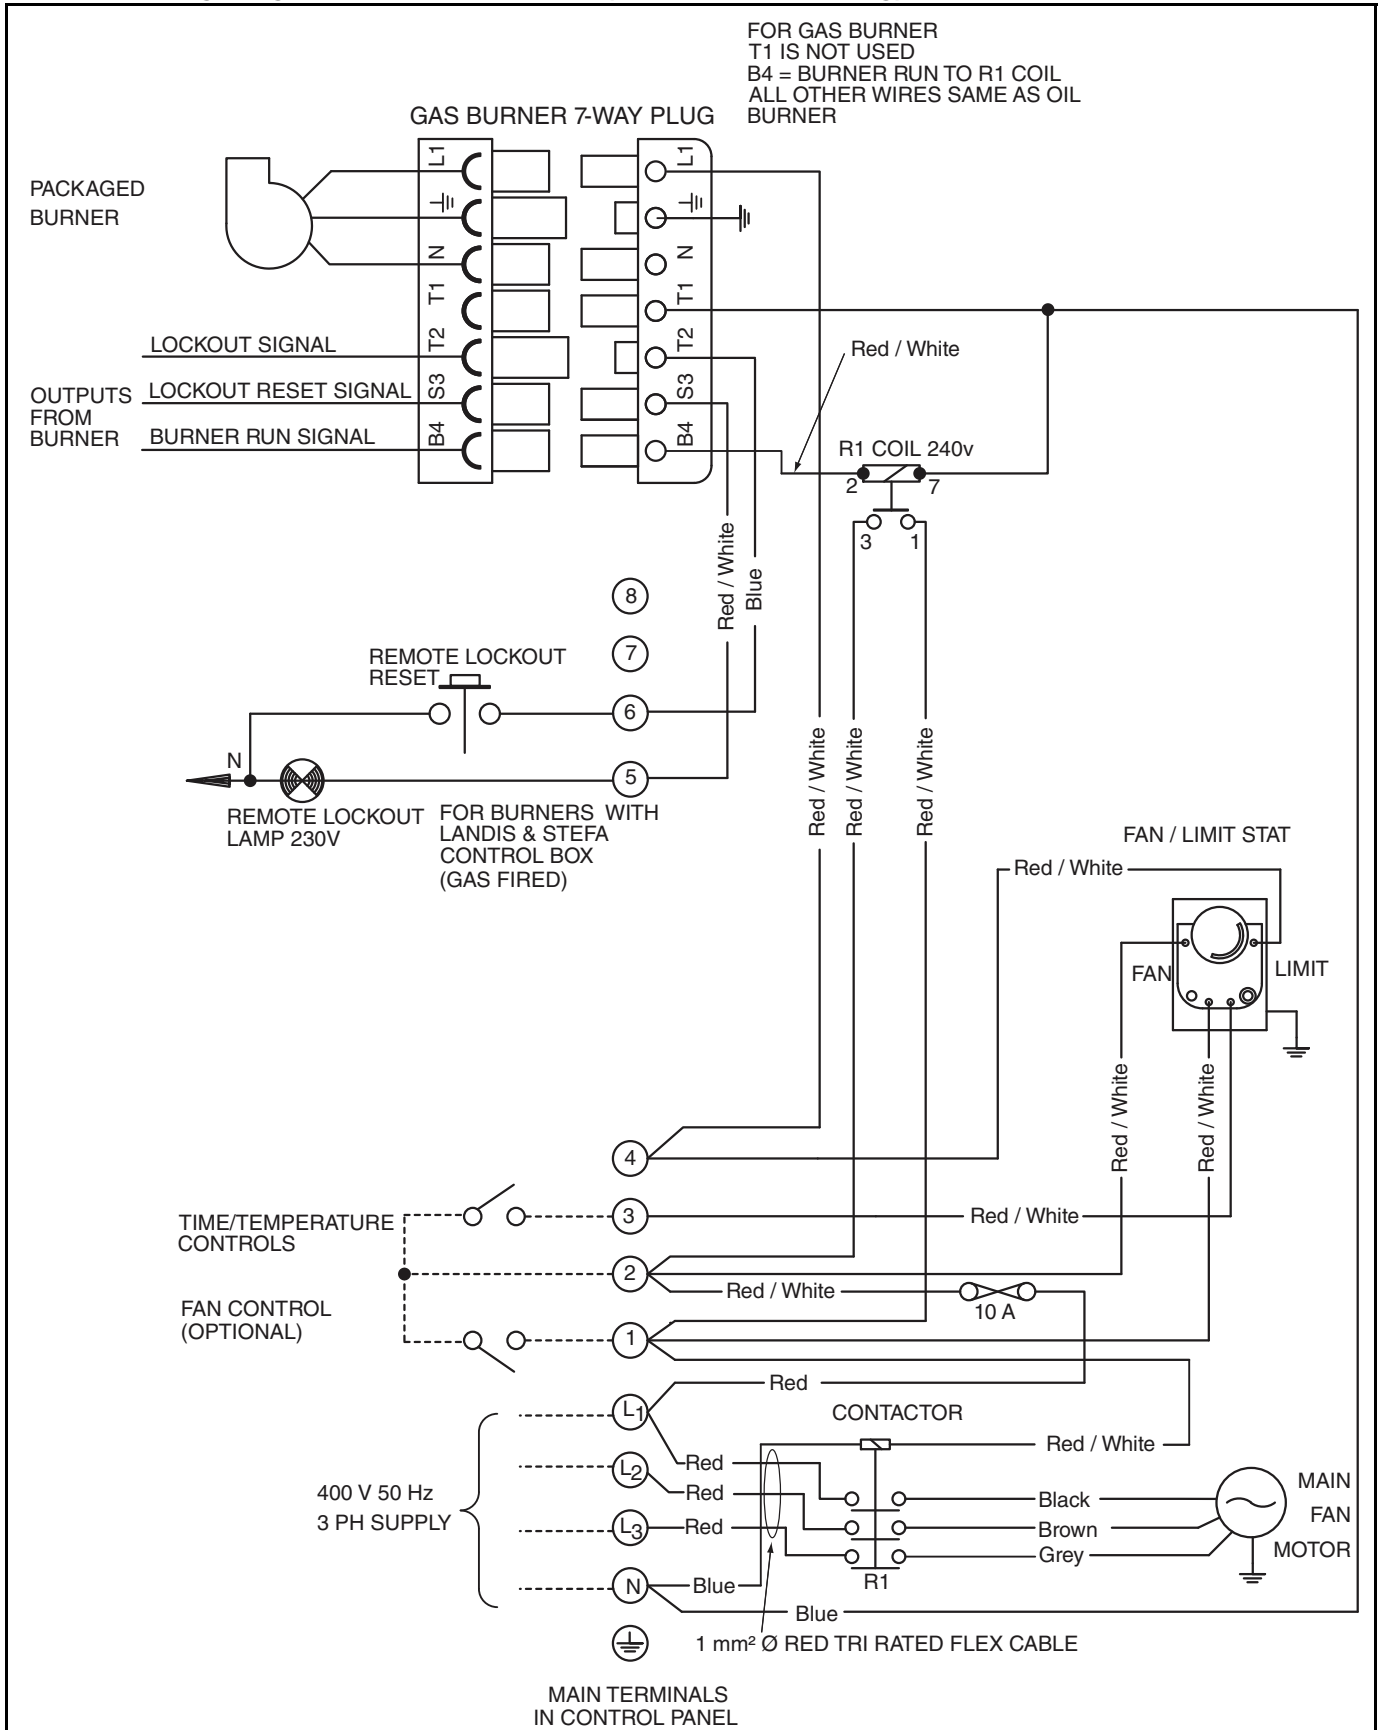 FOR GAS BURNER
T1 IS NOT USED
B4 = BURNER RUN TO R1 COIL
ALL OTHER WIRES SAME AS OIL
BURNER
GAS BURNER 7-WAY PLUG
PACKAGED
BURNER
L1
N
T1
T2
S3
B4
L1
N
T1
T2
S3
B4
LOCKOUT SIGNAL
OUTPUTS
FROM
BURNER
LOCKOUT RESET SIGNAL
BURNER RUN SIGNAL
Red / White
R1 COIL 240v
2
7
3
1
Red / White
Blue
8
7
6
5
REMOTE LOCKOUT
RESET
N
REMOTE LOCKOUT
LAMP 230V
FOR BURNERS WITH
LANDIS & STEFA
CONTROL BOX
(GAS FIRED)
Red / White
Red / White
Red / White
FAN / LIMIT STAT
Red / White
FAN
LIMIT
Red / White
Red / White
4
3
2
1
TIME/TEMPERATURE
CONTROLS
Red / White
FAN CONTROL
(OPTIONAL)
Red / White
10 A
L1
L2
L3
N
Red
CONTACTOR
Red / White
400 V 50 Hz
3 PH SUPPLY
Red
Red
Red
Black
Brown
Grey
MAIN
FAN
MOTOR
R1
Blue
Blue
1 mm² Ø RED TRI RATED FLEX CABLE
MAIN TERMINALS
IN CONTROL PANEL